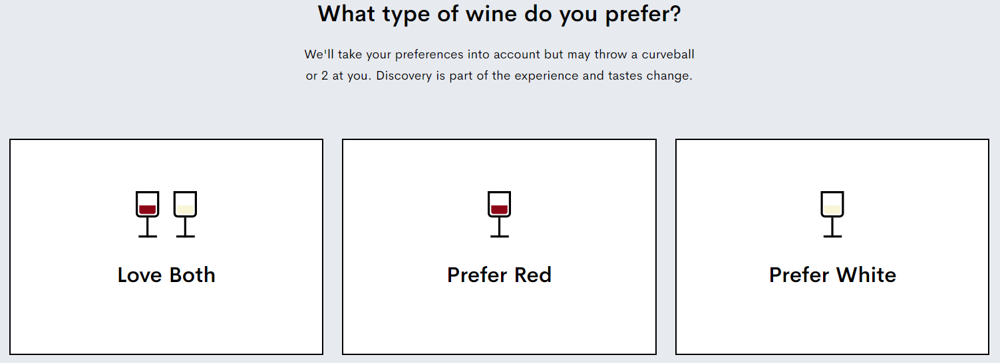 What type of wine do you prefer?
We'll take your preferences into account but may throw a curveball
or 2 at you. Discovery is part of the experience and tastes change.
Love Both
Prefer Red
Prefer White